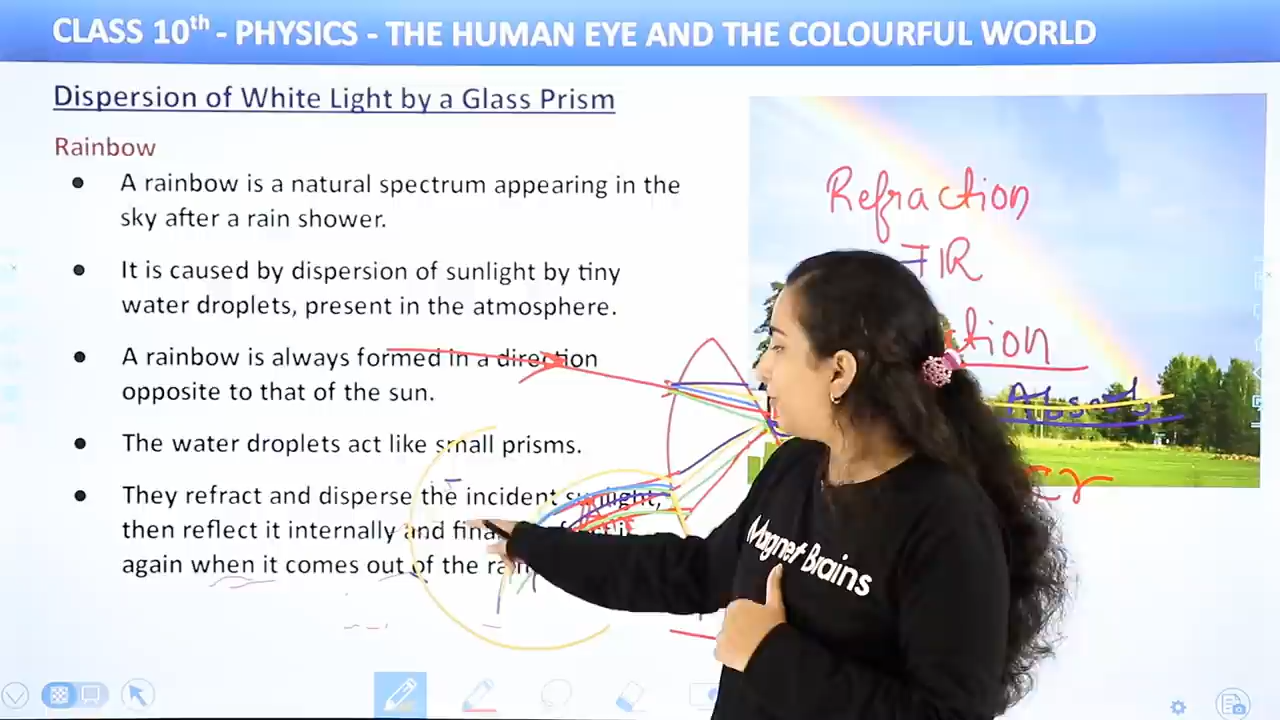 CLASS 10th - PHYSICS - THE HUMAN EYE AND THE COLOURFUL WORLD
Dispersion of White Light by a Glass Prism
Rainbow
● A rainbow is a natural spectrum appearing in the
sky after a rain shower.
● It is caused by dispersion of sunlight by tiny
water droplets, present in the atmosphere.
● A rainbow is always formed in a direction
opposite to that of the sun.
● The water droplets act like small prisms.
● They refract and disperse the incident sunlight,
then reflect it internally and
again when it comes out of the
Refraction
Magnet Brains